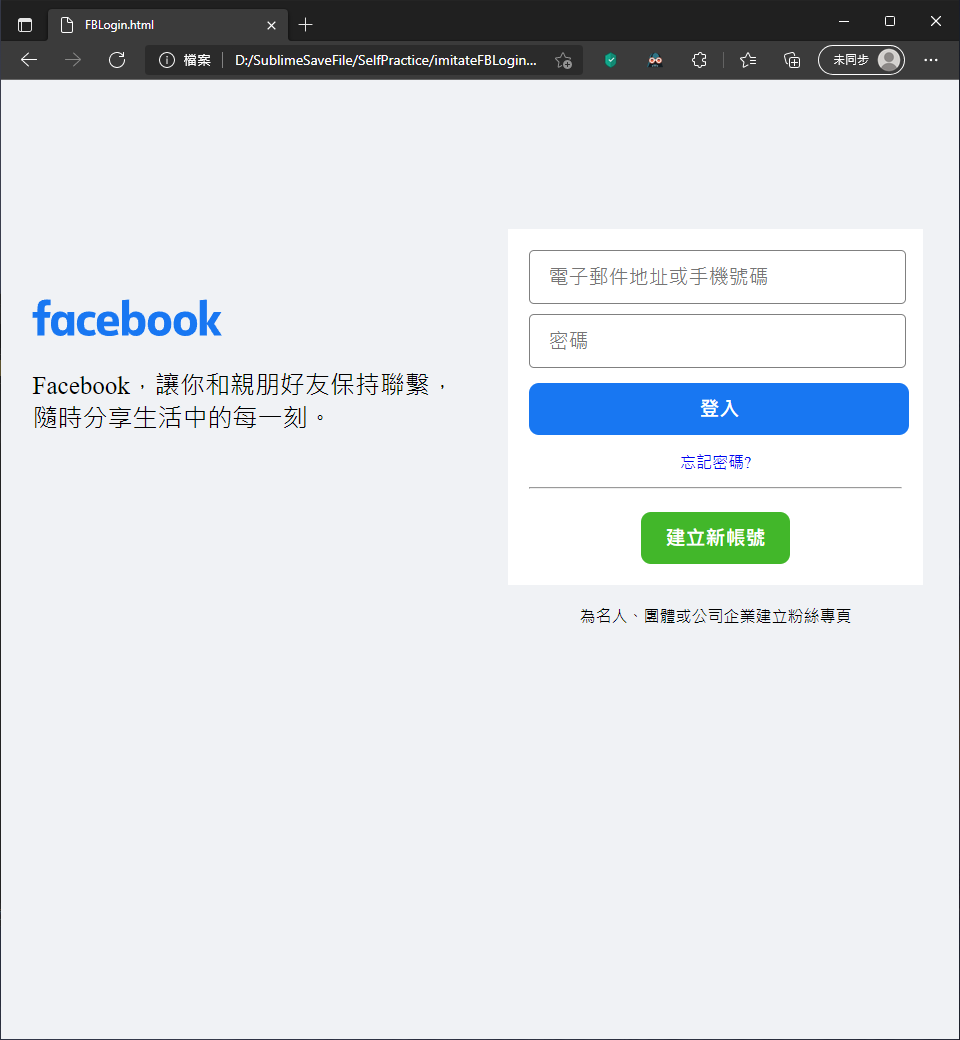 FBLogin.html
檔案 D:/SublimeSaveFile/SelfPractice/imitateFBLogin...
未同步
facebook
Facebook，讓你和親朋好友保持聯繫，
隨時分享生活中的每一刻。
電子郵件地址或手機號碼
密碼
登入
忘記密碼?
建立新帳號
為名人、團體或公司企業建立粉絲專頁